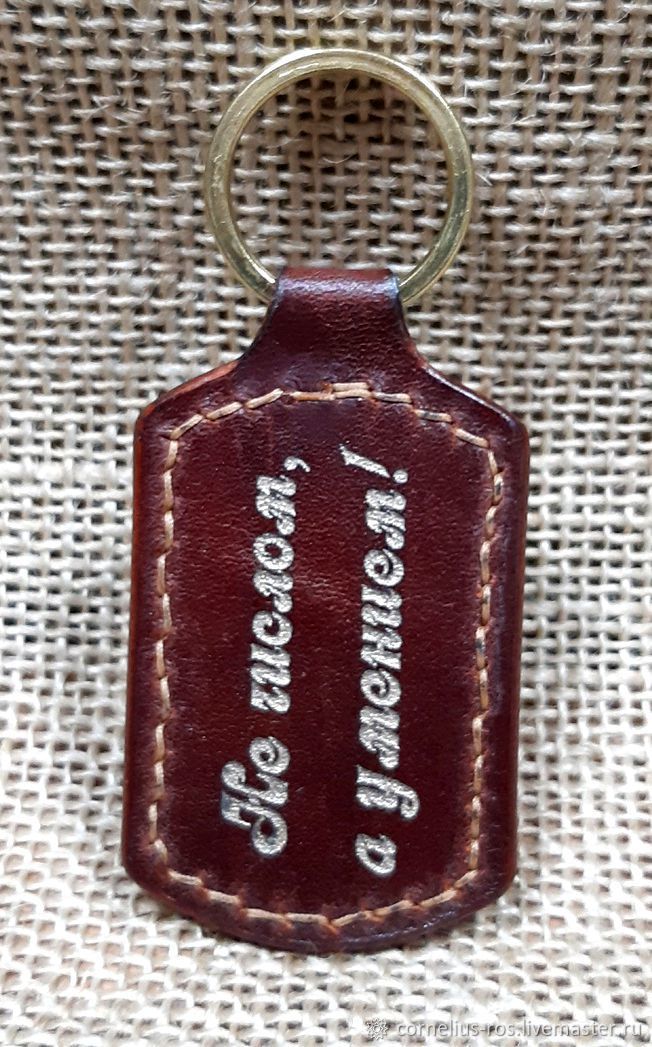 Не числом,
а умением!
cornelius-ros.livemaster.ru